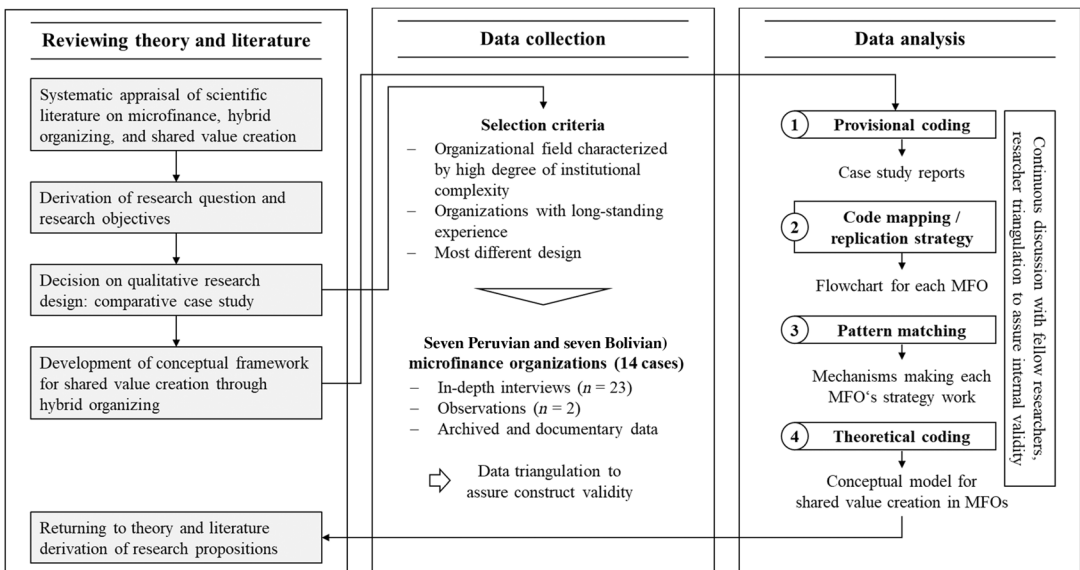 Reviewing theory and literature
Systematic appraisal of scientific
literature on microfinance, hybrid
organizing, and shared value creation
Derivation of research question and
research objectives
Decision on qualitative research
design: comparative case study
Development of conceptual framework
for shared value creation through
hybrid organizing
Returning to theory and literature
derivation of research propositions
Data collection
Selection criteria
– Organizational field characterized
by high degree of institutional
complexity
– Organizations with long-standing
experience
– Most different design
Seven Peruvian and seven Bolivian)
microfinance organizations (14 cases)
– In-depth interviews (n = 23)
– Observations (n = 2)
– Archived and documentary data
Data triangulation to
assure construct validity
Data analysis
1 Provisional coding
Case study reports
2 Code mapping /
replication strategy
Flowchart for each MFO
3 Pattern matching
Mechanisms making each
MFO‘s strategy work
4 Theoretical coding
Conceptual model for
shared value creation in MFOs
Continuous discussion with fellow researchers,
resarcher triangulation to assure internal validity